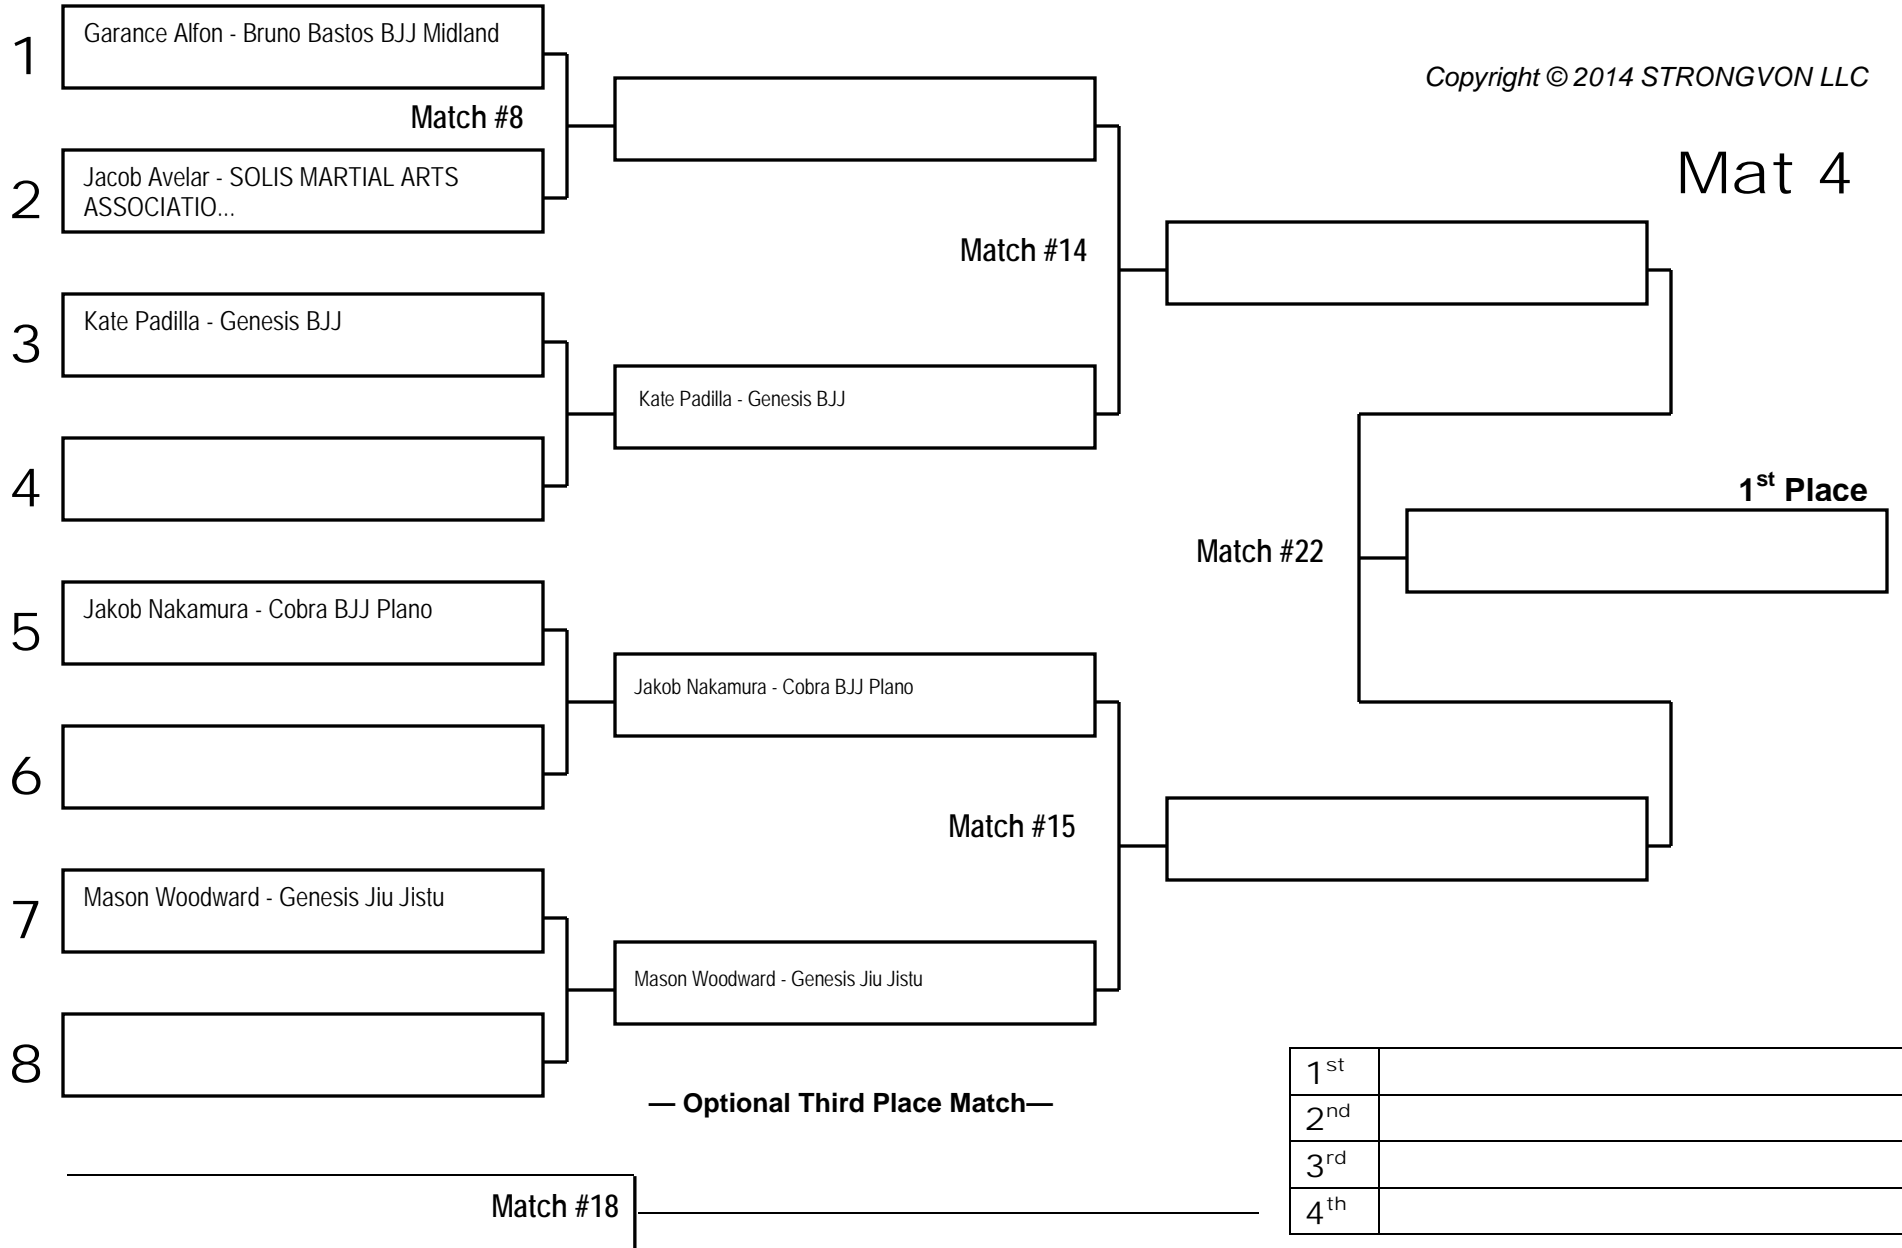 1
Garance Alfon - Bruno Bastos BJJ Midland
Copyright © 2014 STRONGVON LLC
Match #8
Mat 4
2
Jacob Avelar - SOLIS MARTIAL ARTS
ASSOCIATIO...
Match #14
3
Kate Padilla - Genesis BJJ
Kate Padilla - Genesis BJJ
4
1st Place
Match #22
5
Jakob Nakamura - Cobra BJJ Plano
Jakob Nakamura - Cobra BJJ Plano
6
Match #15
7
Mason Woodward - Genesis Jiu Jistu
Mason Woodward - Genesis Jiu Jistu
8
— Optional Third Place Match—
Match #18
1st
2nd
3rd
4th